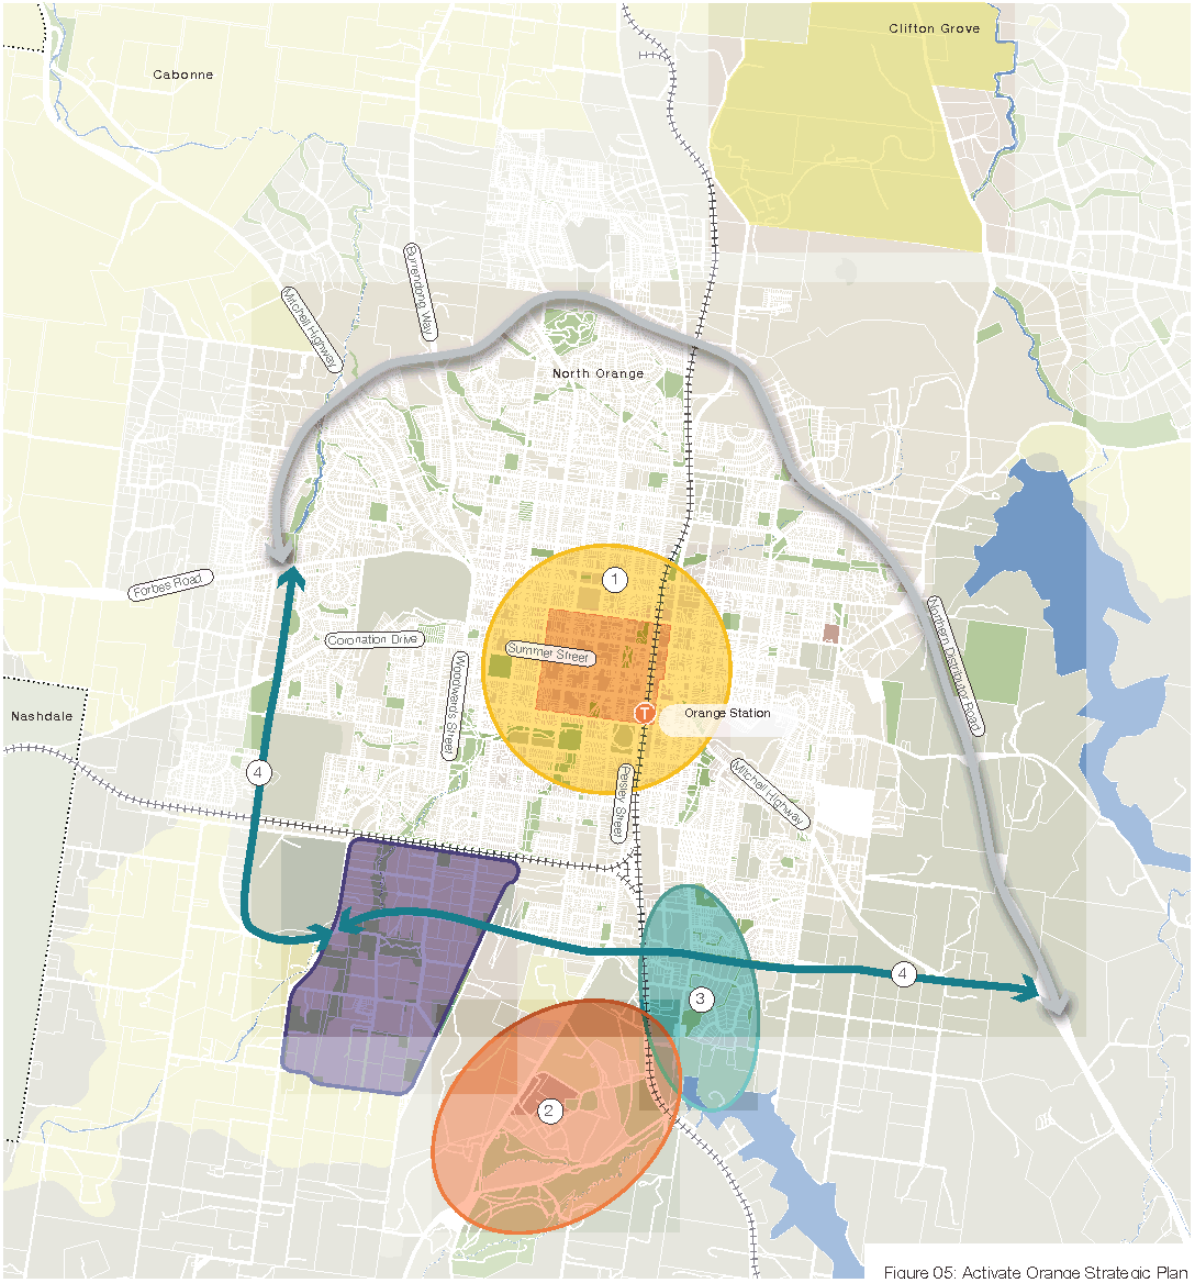 Clifton Grove
Cabonne
Burrendong Way
Mitchell Highway
North Orange
1
Forbes Road
Coronation Drive
Summer Street
Woodwards Street
Northern Distributor Road
Nashdale
T
Orange Station
4
Peisley Street
Mitchell Highway
4
3
2
Figure 05: Activate Orange Strategic Plan